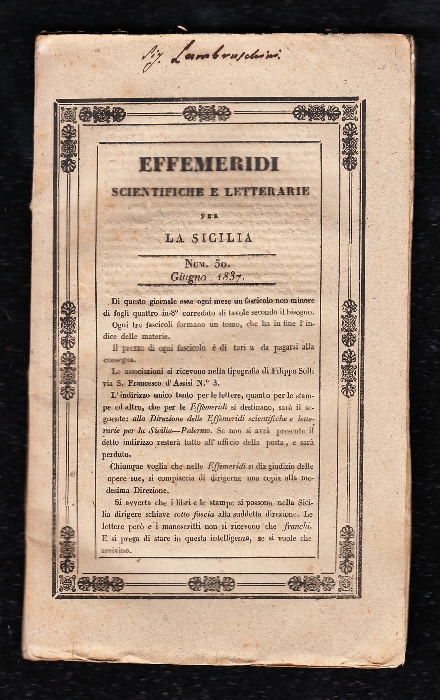 Sig. Lambruschini.
EFFEMERIDI
SCIENTIFICHE E LETTERARIE
PER
LA SICILIA
NUM. 50.
Giugno 1837.
Di questo giornale esce ogni mese un fascicolo non minore
di fogli quattro in-8° corredato di tavole secondo il bisogno.
Ogni tre fascicoli formano un tomo, che ha in fine l'in-
dice delle materie.
Il prezzo di ogni fascicolo è di tarì 2 da pagarsi alla
consegna.
Le associazioni si ricevono nella tipografia di Filippo Solli
via S. Francesco d'Assisi N.° 3.
L'indirizzo unico tanto per le lettere, quanto per le stam-
pe ed altro, che per le Effemeridi si destinano, sarà il se-
guente: alla Direzione delle Effemeridi scientifiche e lette-
rarie per la Sicilia—Palermo. Se non si avrà presente il
detto indirizzo resterà tutto all'ufficio della posta, e sarà
perduto.
Chiunque voglia che nelle Effemeridi si dia giudizio delle
opere sue, si compiaccia di dirigerne una copia alla me-
desima Direzione.
Si avverte che i libri e le stampe si possono nella Sici-
lia dirigere schiave sotto fascia alla suddetta direzione. Le
lettere però e i manoscritti non si ricevono che franchi.
E si prega di stare in questa intelligenza, se si vuole che
arrivino.